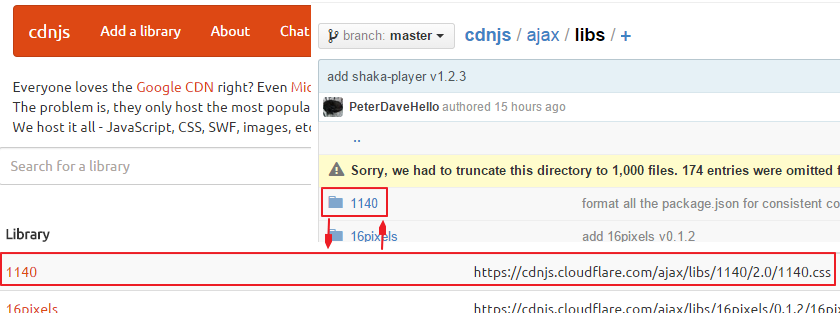 cdnjs Add a library About Chat
Everyone loves the Google CDN right? Even Mic
The problem is, they only host the most popula
We host it all - JavaScript, CSS, SWF, images, etc
Search for a library
Library
branch: master
cdnjs / ajax / libs / +
add shaka-player v1.2.3
PeterDaveHello authored 15 hours ago
..
Sorry, we had to truncate this directory to 1,000 files. 174 entries were omitted f
1140 format all the package.json for consistent co
16pixels add 16pixels v0.1.2
1140 https://cdnjs.cloudflare.com/ajax/libs/1140/2.0/1140.css
16pixels https://cdnjs.cloudflare.com/ajax/libs/16pixels/0.1.2/16pix